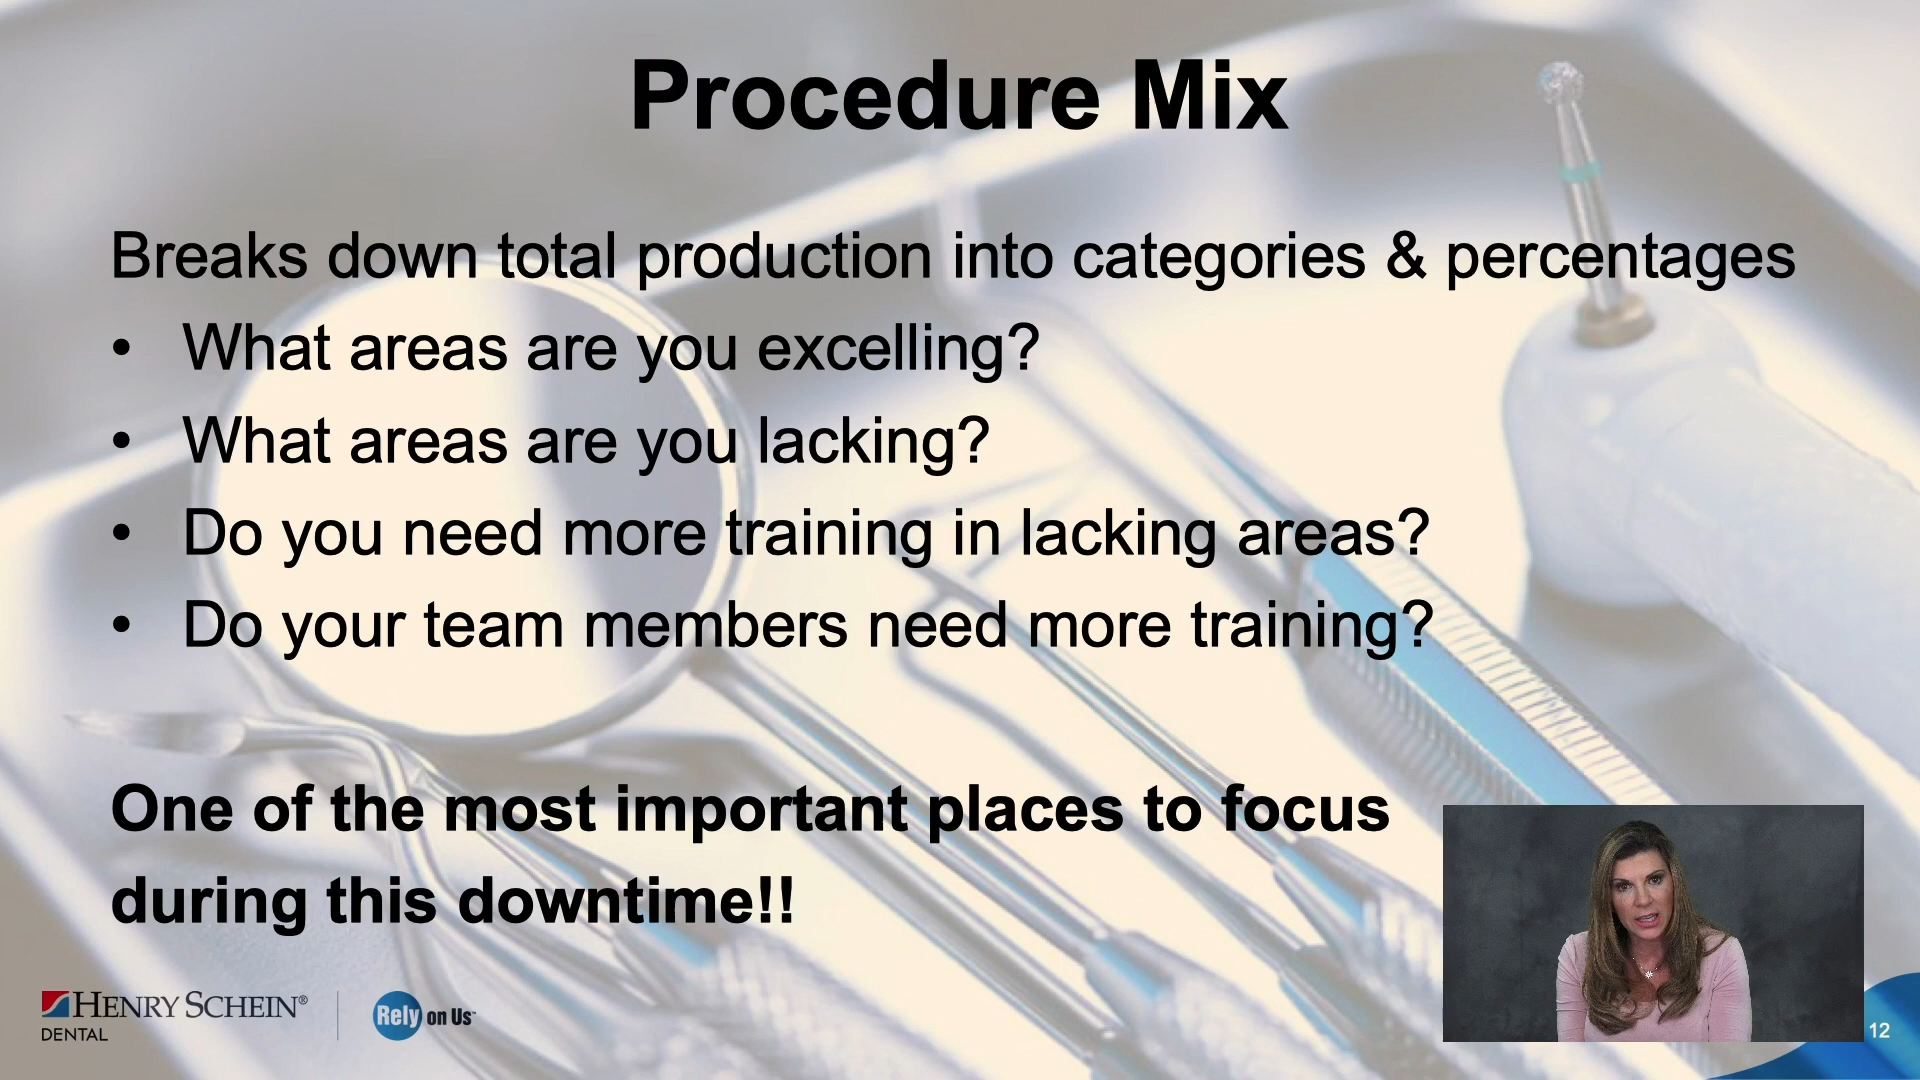 Procedure Mix
Breaks down total production into categories & percentages
• What areas are you excelling?
• What areas are you lacking?
• Do you need more training in lacking areas?
• Do your team members need more training?
One of the most important places to focus
during this downtime!!
HENRY SCHEIN®
DENTAL
Rely on Us™
12